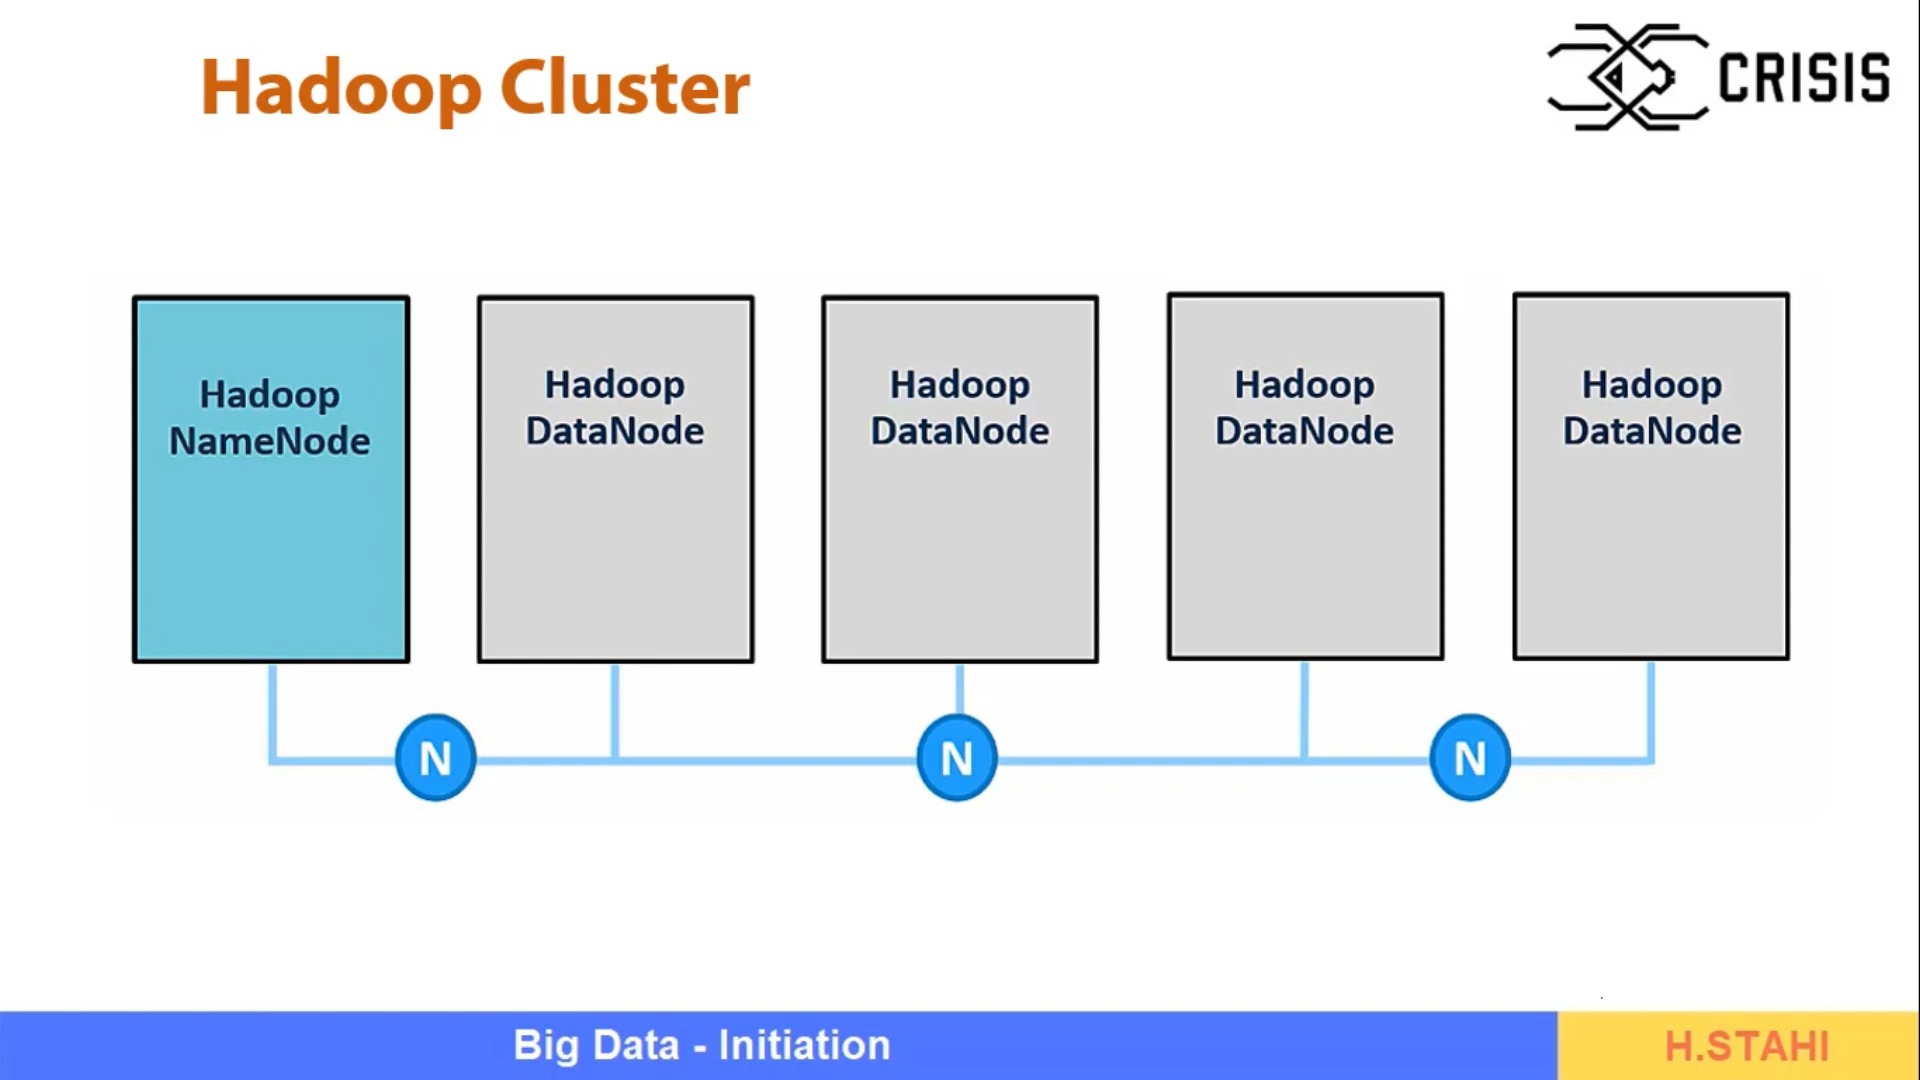 Hadoop Cluster
CRISIS
Hadoop
NameNode
Hadoop
DataNode
Hadoop
DataNode
Hadoop
DataNode
Hadoop
DataNode
N
N
N
Big Data - Initiation
H.STAHI